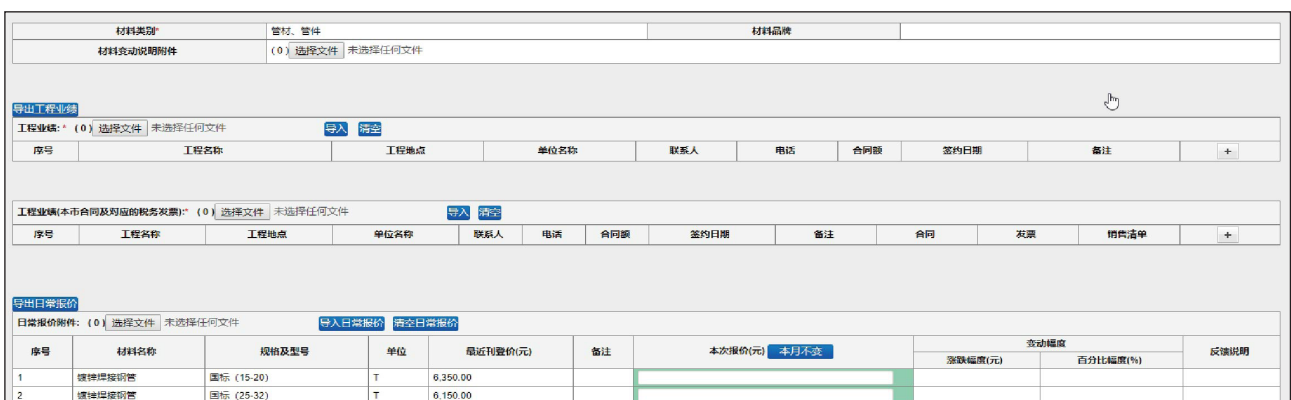 材料类别* 管材、管件 材料品牌
材料变动说明附件 (0) 选择文件 未选择任何文件
导出工程业绩
工程业绩:* (0) 选择文件 未选择任何文件 导入 清空
序号 工程名称 工程地点 单位名称 联系人 电话 合同额 签约日期 备注 +
工程业绩(本市合同及对应的税务发票):* (0) 选择文件 未选择任何文件 导入 清空
序号 工程名称 工程地点 单位名称 联系人 电话 合同额 签约日期 备注 合同 发票 销售清单 +
导出日常报价
日常报价附件: (0) 选择文件 未选择任何文件 导入日常报价 清空日常报价
序号 材料名称 规格及型号 单位 最近刊登价(元) 备注 本次报价(元) 本月不变 变动幅度 反馈说明
涨跌幅度(元) 百分比幅度(%)
1 镀锌焊接钢管 国标 (15-20) T 6,350.00
2 镀锌焊接钢管 国标 (25-32) T 6,150.00